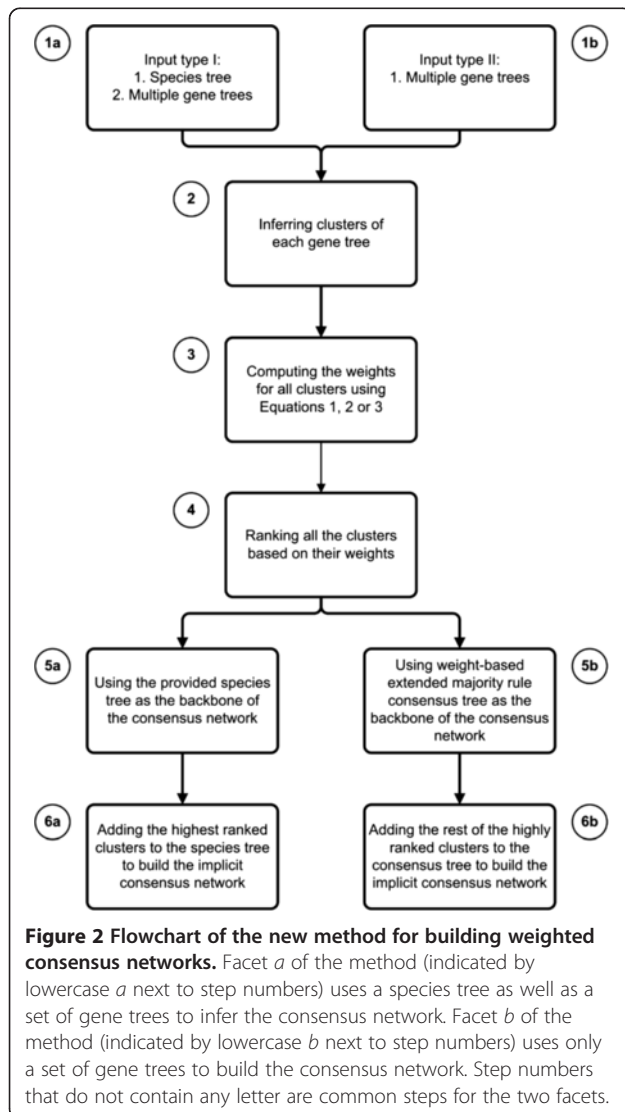 1a
Input type I:
1. Species tree
2. Multiple gene trees
1b
Input type II:
1. Multiple gene trees
2
Inferring clusters of
each gene tree
3
Computing the weights
for all clusters using
Equations 1, 2 or 3
4
Ranking all the clusters
based on their weights
5a
Using the provided species
tree as the backbone of
the consensus network
5b
Using weight-based
extended majority rule
consensus tree as the
backbone of the consensus
network
6a
Adding the highest ranked
clusters to the species tree
to build the implicit
consensus network
6b
Adding the rest of the highly
ranked clusters to the
consensus tree to build the
implicit consensus network
Figure 2 Flowchart of the new method for building weighted
consensus networks. Facet a of the method (indicated by
lowercase a next to step numbers) uses a species tree as well as a
set of gene trees to infer the consensus network. Facet b of the
method (indicated by lowercase b next to step numbers) uses only
a set of gene trees to build the consensus network. Step numbers
that do not contain any letter are common steps for the two facets.